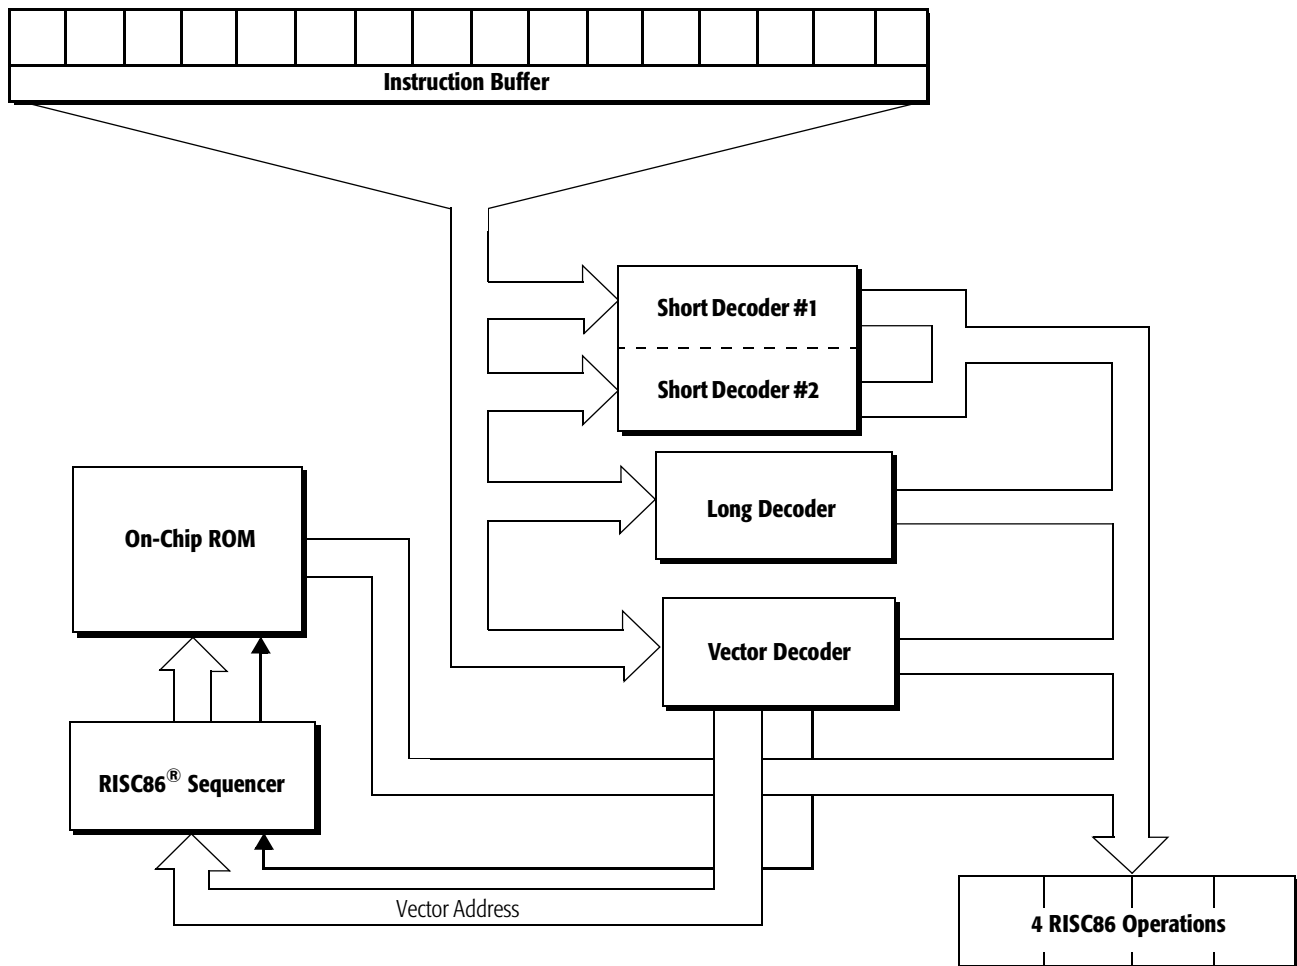 Instruction Buffer
Short Decoder #1
Short Decoder #2
Long Decoder
On-Chip ROM
Vector Decoder
RISC86® Sequencer
Vector Address
4 RISC86 Operations